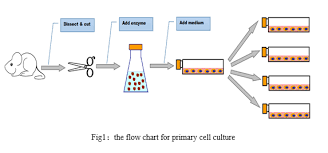 Dissect & cut
Add enzyme
Add medium
Fig1：the flow chart for primary cell culture